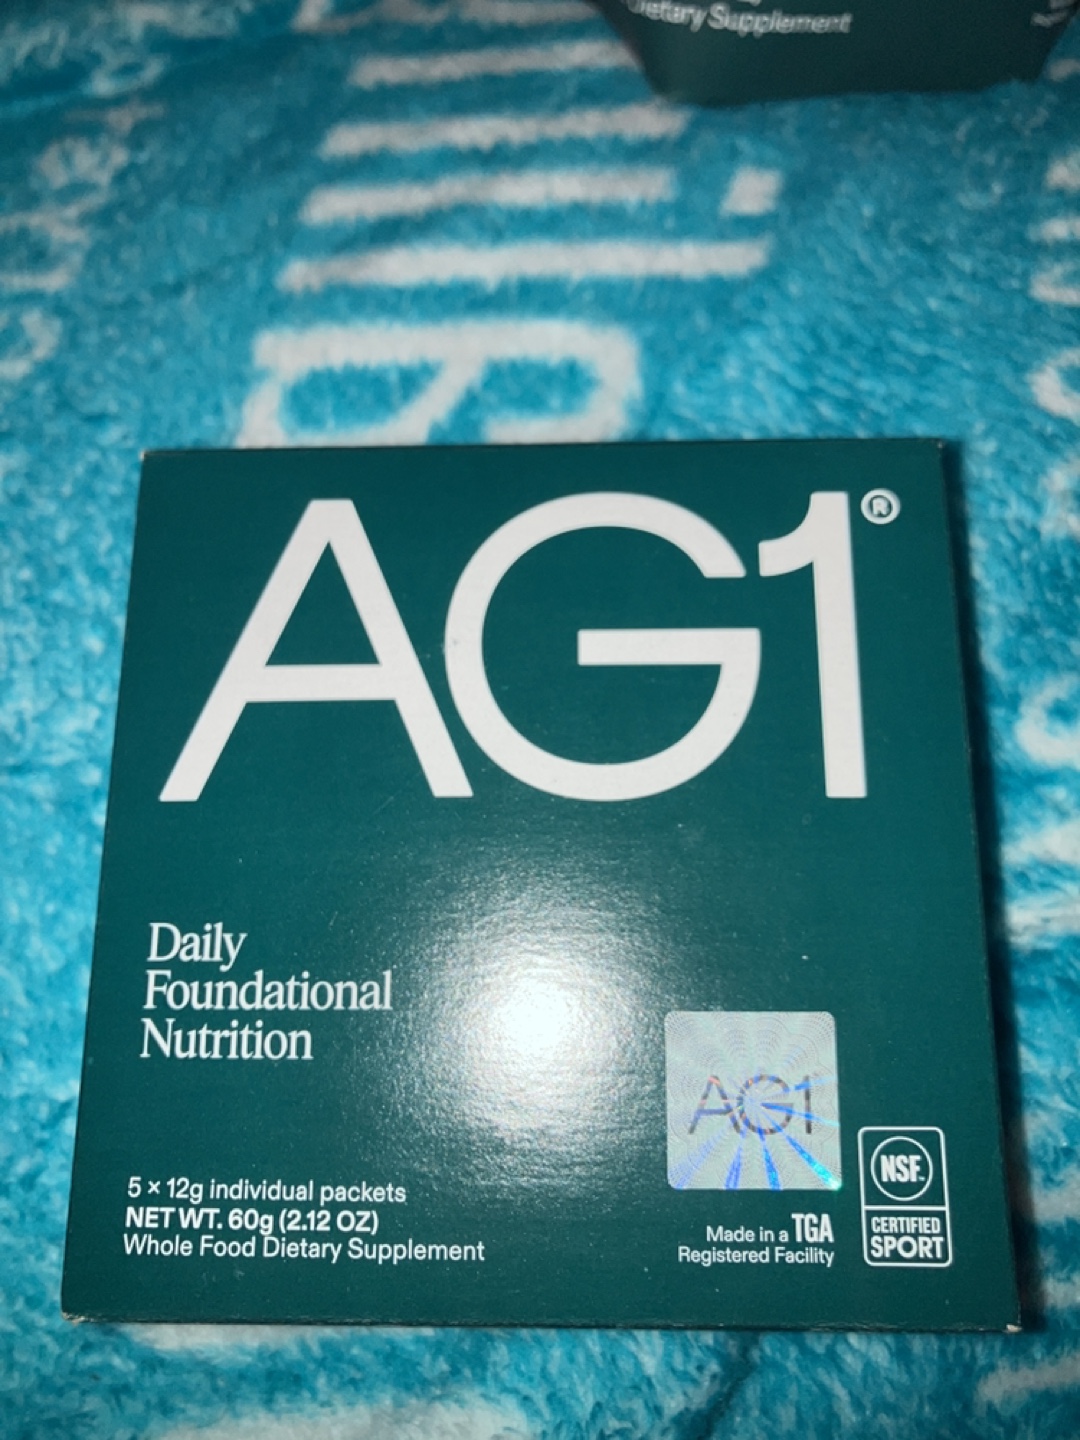 Dietary Supplement
AG1®
Daily
Foundational
Nutrition
AG1
5 × 12g individual packets
NET WT. 60g (2.12 OZ)
Whole Food Dietary Supplement
Made in a TGA
Registered Facility
NSF™
CERTIFIED
SPORT